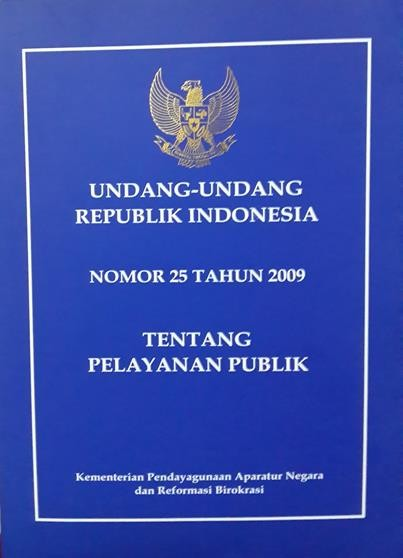 UNDANG-UNDANG
REPUBLIK INDONESIA
NOMOR 25 TAHUN 2009
TENTANG
PELAYANAN PUBLIK
Kementerian Pendayagunaan Aparatur Negara
dan Reformasi Birokrasi